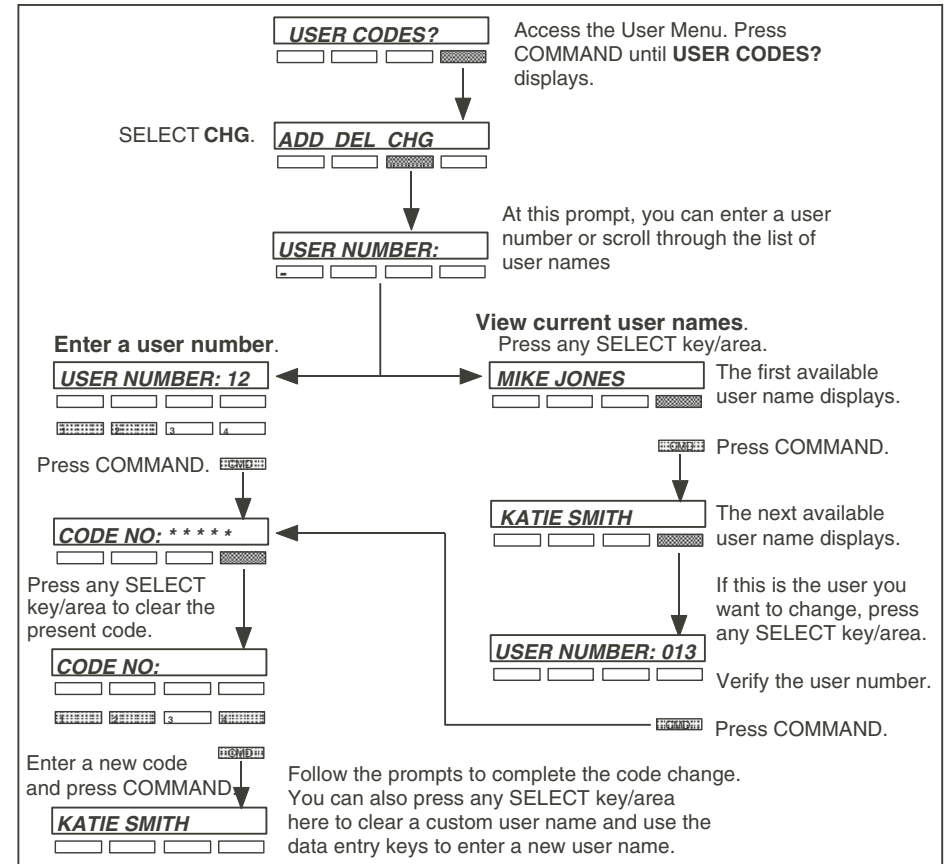 USER CODES?
Access the User Menu. Press
COMMAND until USER CODES?
displays.
SELECT CHG.
ADD DEL CHG
USER NUMBER:
-
At this prompt, you can enter a user
number or scroll through the list of
user names
Enter a user number.
USER NUMBER: 12
1 2 3 4
Press COMMAND. CMD
CODE NO: * * * * *
Press any SELECT
key/area to clear the
present code.
CODE NO:
1 2 3 4
CMD
Enter a new code
and press COMMAND.
KATIE SMITH
View current user names.
Press any SELECT key/area.
MIKE JONES
The first available
user name displays.
CMD Press COMMAND.
KATIE SMITH
The next available
user name displays.
If this is the user you
want to change, press
any SELECT key/area.
USER NUMBER: 013
Verify the user number.
CMD Press COMMAND.
Follow the prompts to complete the code change.
You can also press any SELECT key/area
here to clear a custom user name and use the
data entry keys to enter a new user name.